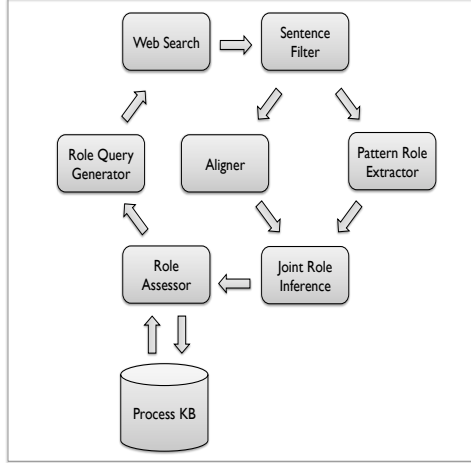 Web Search
Sentence
Filter
Role Query
Generator
Aligner
Pattern Role
Extractor
Role
Assessor
Joint Role
Inference
Process KB